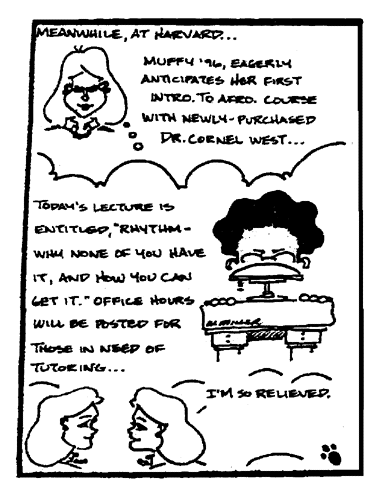 MEANWHILE, AT HARVARD...
MUFFY '96, EAGERLY
ANTICIPATES HER FIRST
INTRO. TO AFRO. COURSE
WITH NEWLY-PURCHASED
DR. CORNEL WEST...
TODAY'S LECTURE IS
ENTITLED, "RHYTHM-
WHY NONE OF YOU HAVE
IT, AND HOW YOU CAN
GET IT." OFFICE HOURS
WILL BE POSTED FOR
THOSE IN NEED OF
TUTORING...
I'M SO RELIEVED.